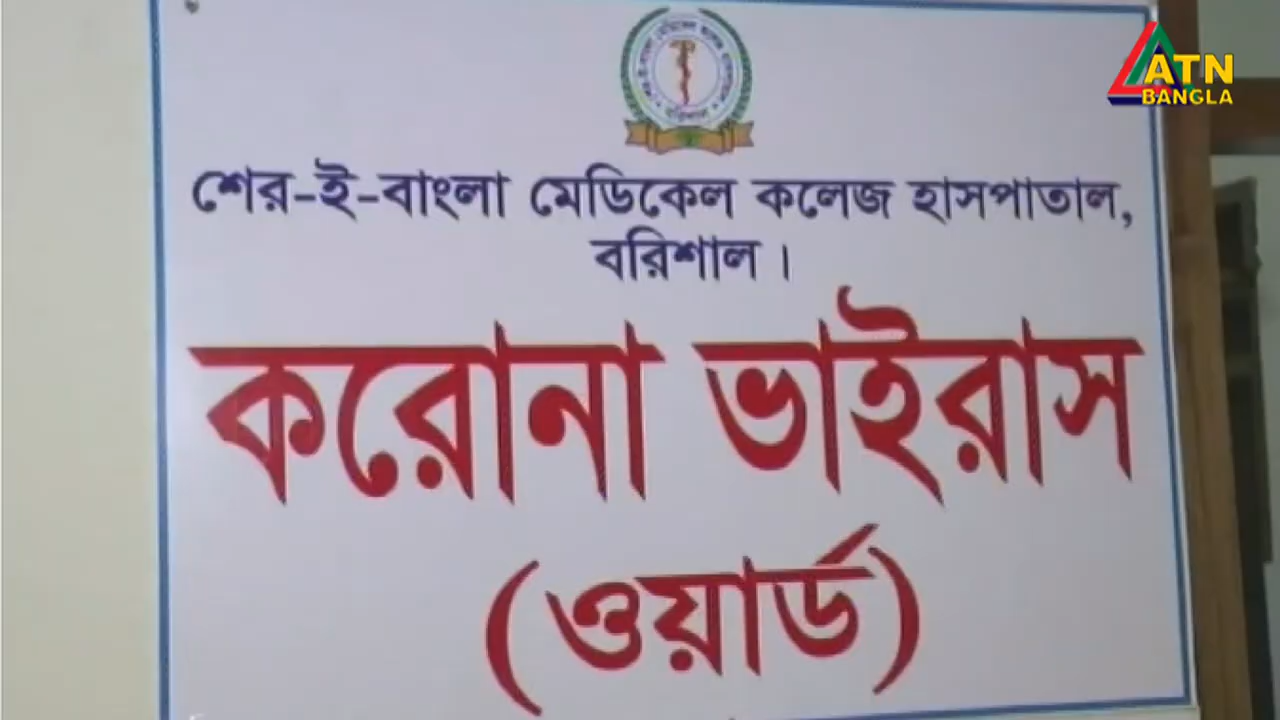 ATN
BANGLA
শের-ই-বাংলা মেডিকেল কলেজ হাসপাতাল,
বরিশাল।
করোনা ভাইরাস
(ওয়ার্ড)